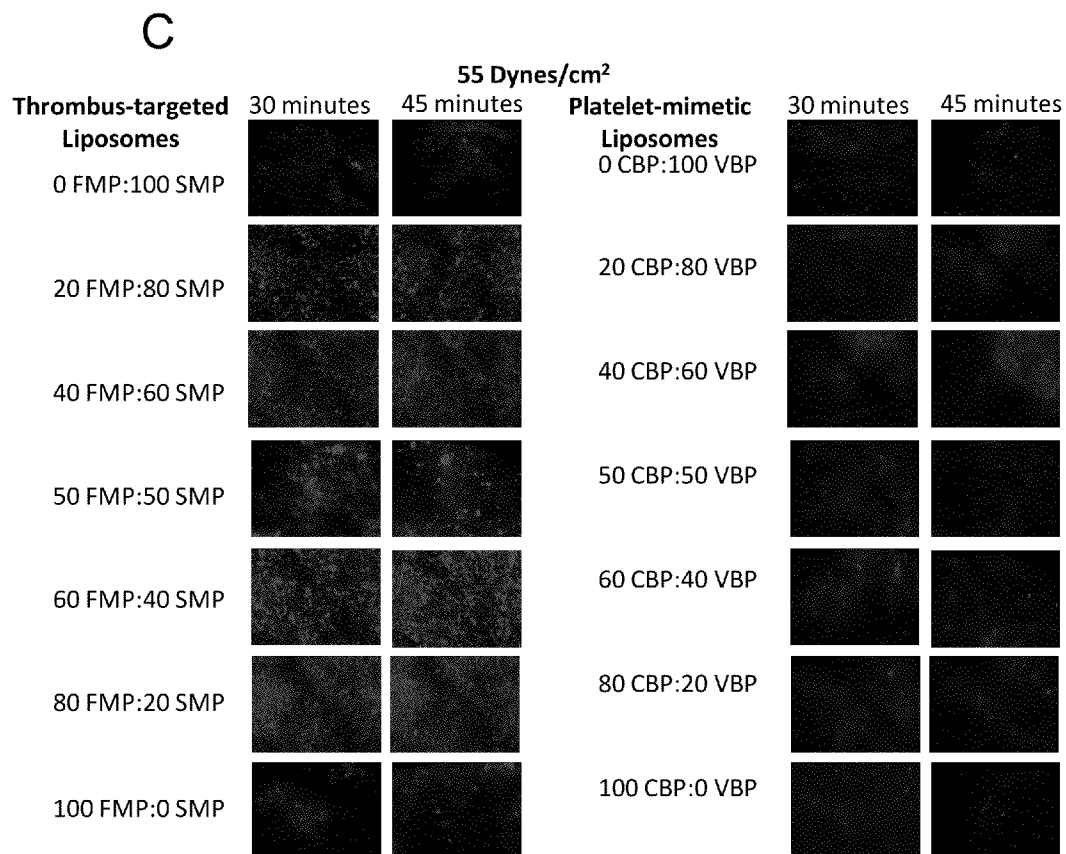 C
55 Dynes/cm²
Thrombus-targeted
Liposomes
30 minutes
45 minutes
Platelet-mimetic
Liposomes
30 minutes
45 minutes
0 FMP:100 SMP
20 FMP:80 SMP
40 FMP:60 SMP
50 FMP:50 SMP
60 FMP:40 SMP
80 FMP:20 SMP
100 FMP:0 SMP
0 CBP:100 VBP
20 CBP:80 VBP
40 CBP:60 VBP
50 CBP:50 VBP
60 CBP:40 VBP
80 CBP:20 VBP
100 CBP:0 VBP